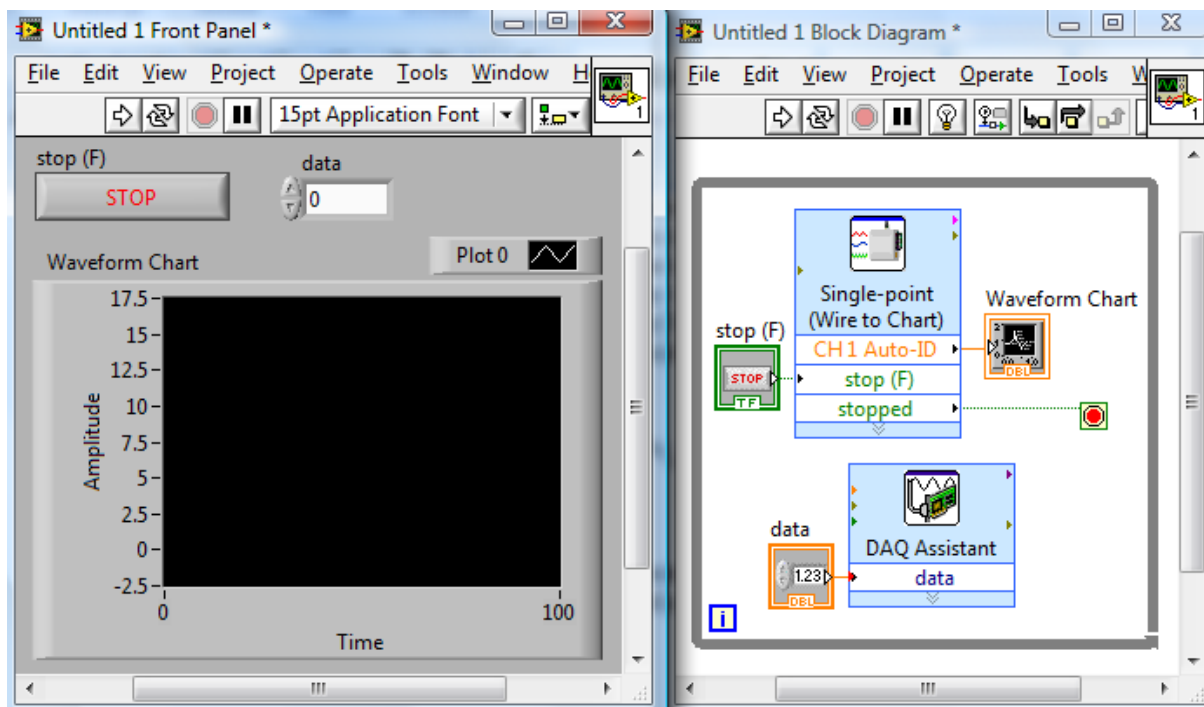 Untitled 1 Front Panel *
File Edit View Project Operate Tools Window H
15pt Application Font
1
stop (F)
STOP
data
0
Waveform Chart
Plot 0
Amplitude
17.5
15
12.5
10
7.5
5
2.5
0
-2.5
0
100
Time
Untitled 1 Block Diagram *
File Edit View Project Operate Tools W
1
Single-point
(Wire to Chart)
CH 1 Auto-ID
stop (F)
stopped
stop (F)
STOP
TF
Waveform Chart
DBL
DAQ Assistant
data
data
1.23
DBL
i